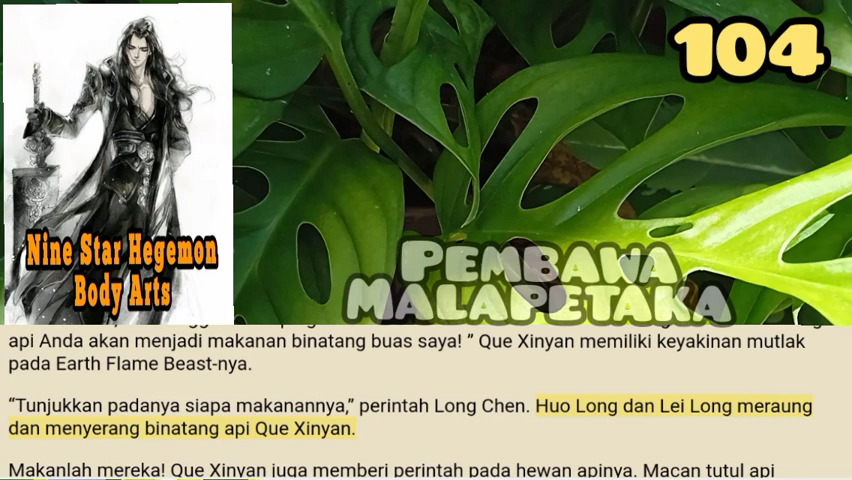 104
Nine Star Hegemon
Body Arts
PEMBAWA
MALAPETAKA
api Anda akan menjadi makanan binatang buas saya! ” Que Xinyan memiliki keyakinan mutlak
pada Earth Flame Beast-nya.
“Tunjukkan padanya siapa makanannya,” perintah Long Chen. Huo Long dan Lei Long meraung
dan menyerang binatang api Que Xinyan.
Makanlah mereka! Que Xinyan juga memberi perintah pada hewan apinya. Macan tutul api